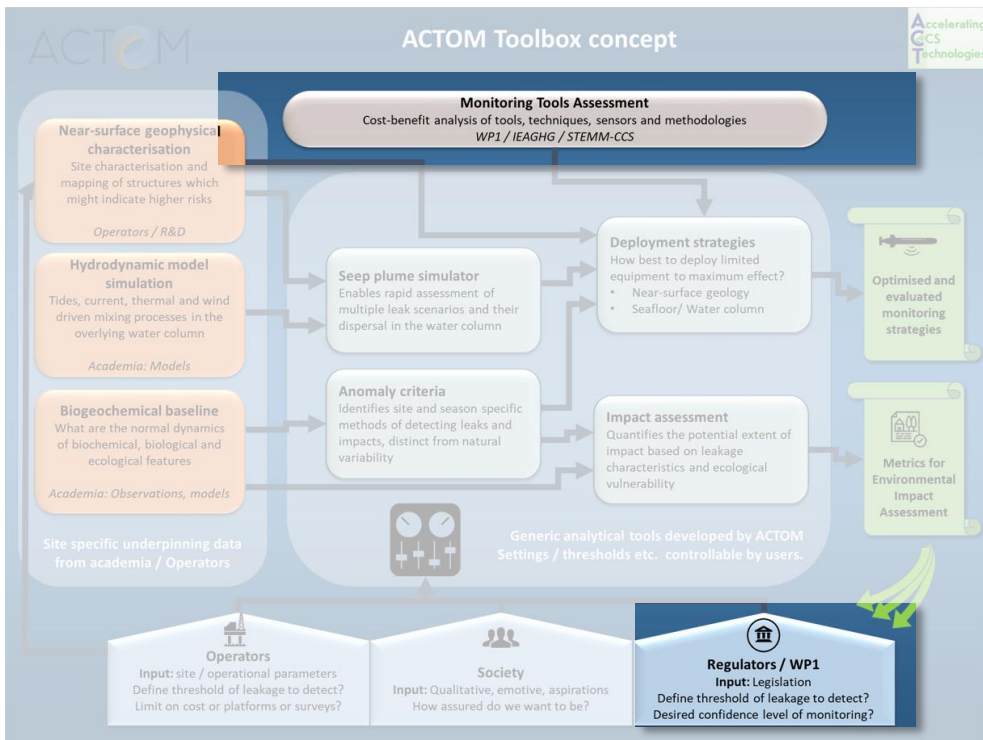 ACTOM
ACTOM Toolbox concept
Accelerating
CCS
Technologies
Monitoring Tools Assessment
Cost-benefit analysis of tools, techniques, sensors and methodologies
WP1 / IEAGHG / STEMM-CCS
Near-surface geophysical
characterisation
Site characterisation and
mapping of structures which
might indicate higher risks
Operators / R&D
Hydrodynamic model
simulation
Tides, current, thermal and wind
driven mixing processes in the
overlying water column
Academia: Models
Biogeochemical baseline
What are the normal dynamics
of biochemical, biological and
ecological features
Academia: Observations, models
Site specific underpinning data
from academia / Operators
Seep plume simulator
Enables rapid assessment of
multiple leak scenarios and their
dispersal in the water column
Anomaly criteria
Identifies site and season specific
methods of detecting leaks and
impacts, distinct from natural
variability
Deployment strategies
How best to deploy limited
equipment to maximum effect?
• Near-surface geology
• Seafloor/ Water column
Impact assessment
Quantifies the potential extent of
impact based on leakage
characteristics and ecological
vulnerability
Generic analytical tools developed by ACTOM
Settings / thresholds etc. controllable by users.
Optimised and
evaluated
monitoring
strategies
Metrics for
Environmental
Impact
Assessment
Operators
Input: site / operational parameters
Define threshold of leakage to detect?
Limit on cost or platforms or surveys?
Society
Input: Qualitative, emotive, aspirations
How assured do we want to be?
Regulators / WP1
Input: Legislation
Define threshold of leakage to detect?
Desired confidence level of monitoring?